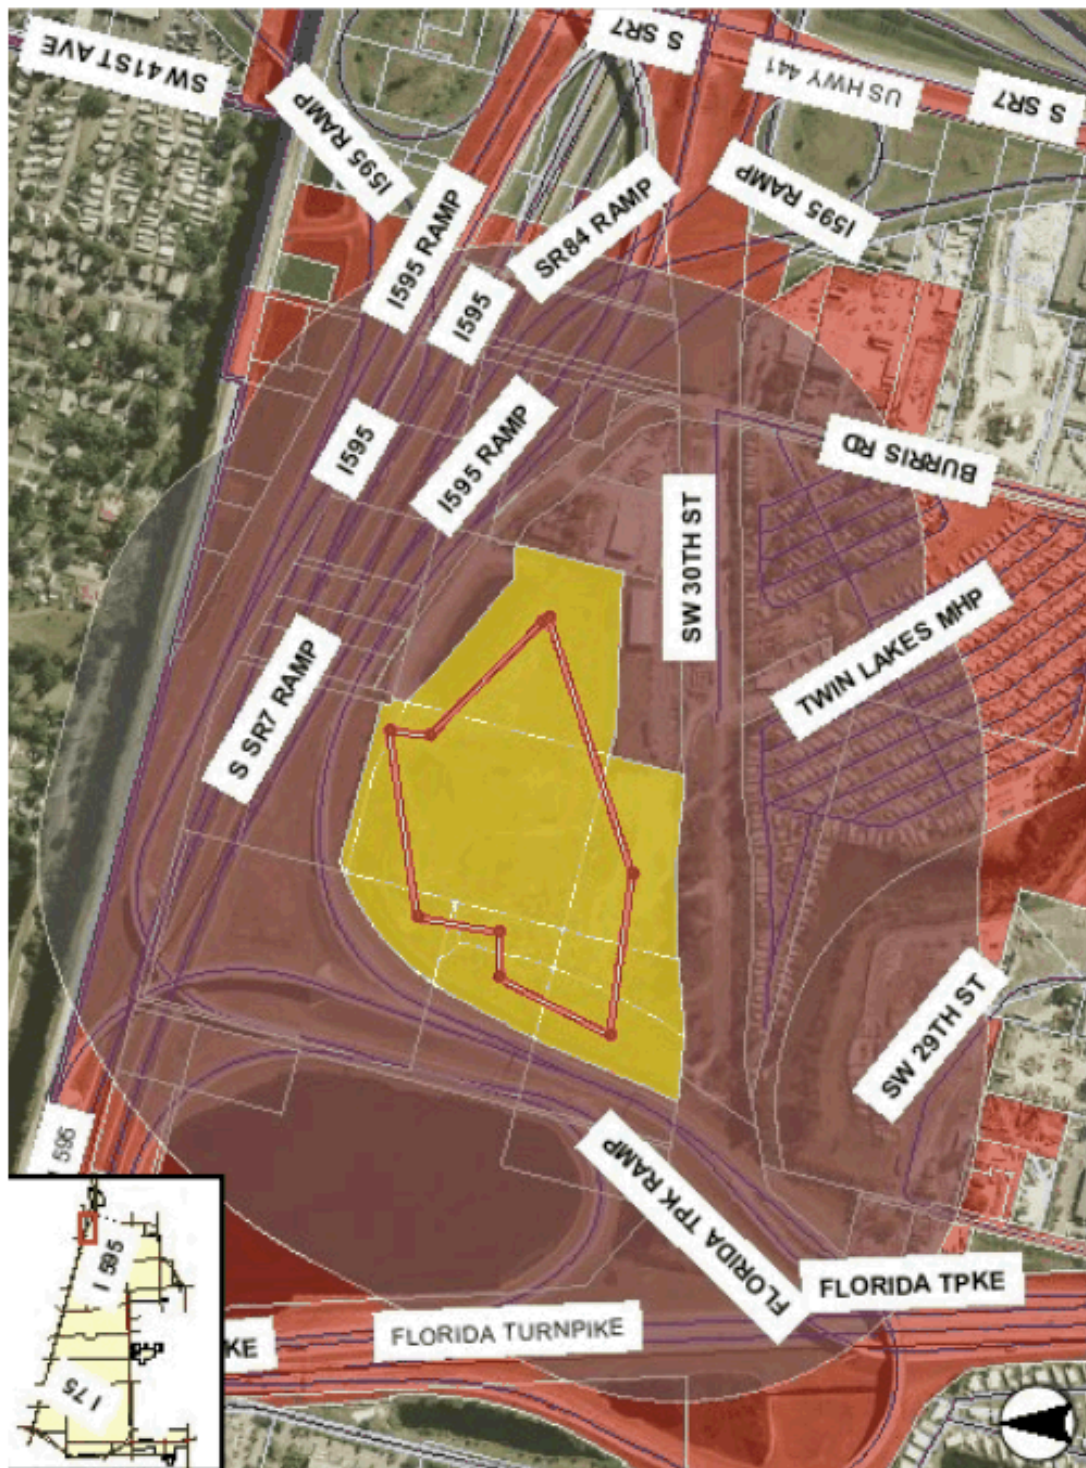 S SR7
SW 41ST AVE
US HWY 441
S SR7
I595 RAMP
I595 RAMP
I595 RAMP
SR84 RAMP
I595
I595
I595 RAMP
BURRIS RD
SW 30TH ST
TWIN LAKES MHP
S SR7 RAMP
SW 29TH ST
I 595
FLORIDA TPK RAMP
I 595
FLORIDA TPKE
FLORIDA TURNPIKE
KE
I 75